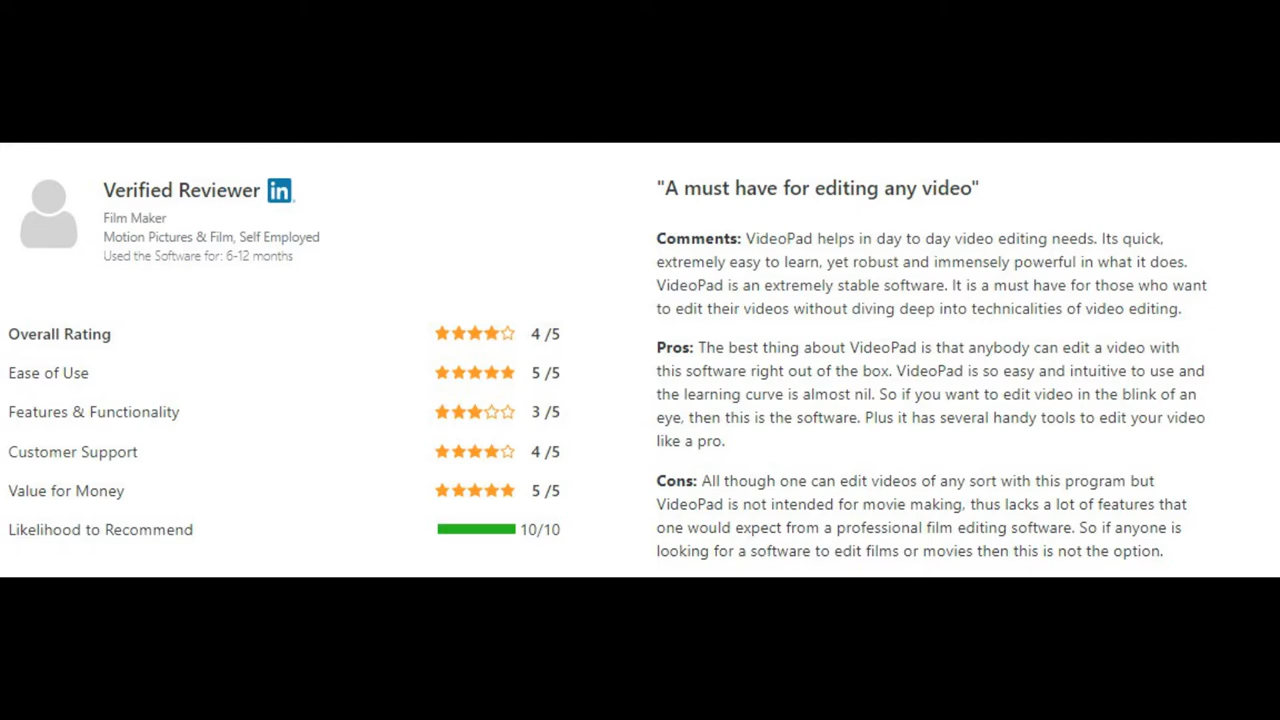 Verified Reviewer in
Film Maker
Motion Pictures & Film, Self Employed
Used the Software for: 6-12 months
Overall Rating 4 /5
Ease of Use 5 /5
Features & Functionality 3 /5
Customer Support 4 /5
Value for Money 5 /5
Likelihood to Recommend 10/10
"A must have for editing any video"
Comments: VideoPad helps in day to day video editing needs. Its quick,
extremely easy to learn, yet robust and immensely powerful in what it does.
VideoPad is an extremely stable software. It is a must have for those who want
to edit their videos without diving deep into technicalities of video editing.
Pros: The best thing about VideoPad is that anybody can edit a video with
this software right out of the box. VideoPad is so easy and intuitive to use and
the learning curve is almost nil. So if you want to edit video in the blink of an
eye, then this is the software. Plus it has several handy tools to edit your video
like a pro.
Cons: All though one can edit videos of any sort with this program but
VideoPad is not intended for movie making, thus lacks a lot of features that
one would expect from a professional film editing software. So if anyone is
looking for a software to edit films or movies then this is not the option.